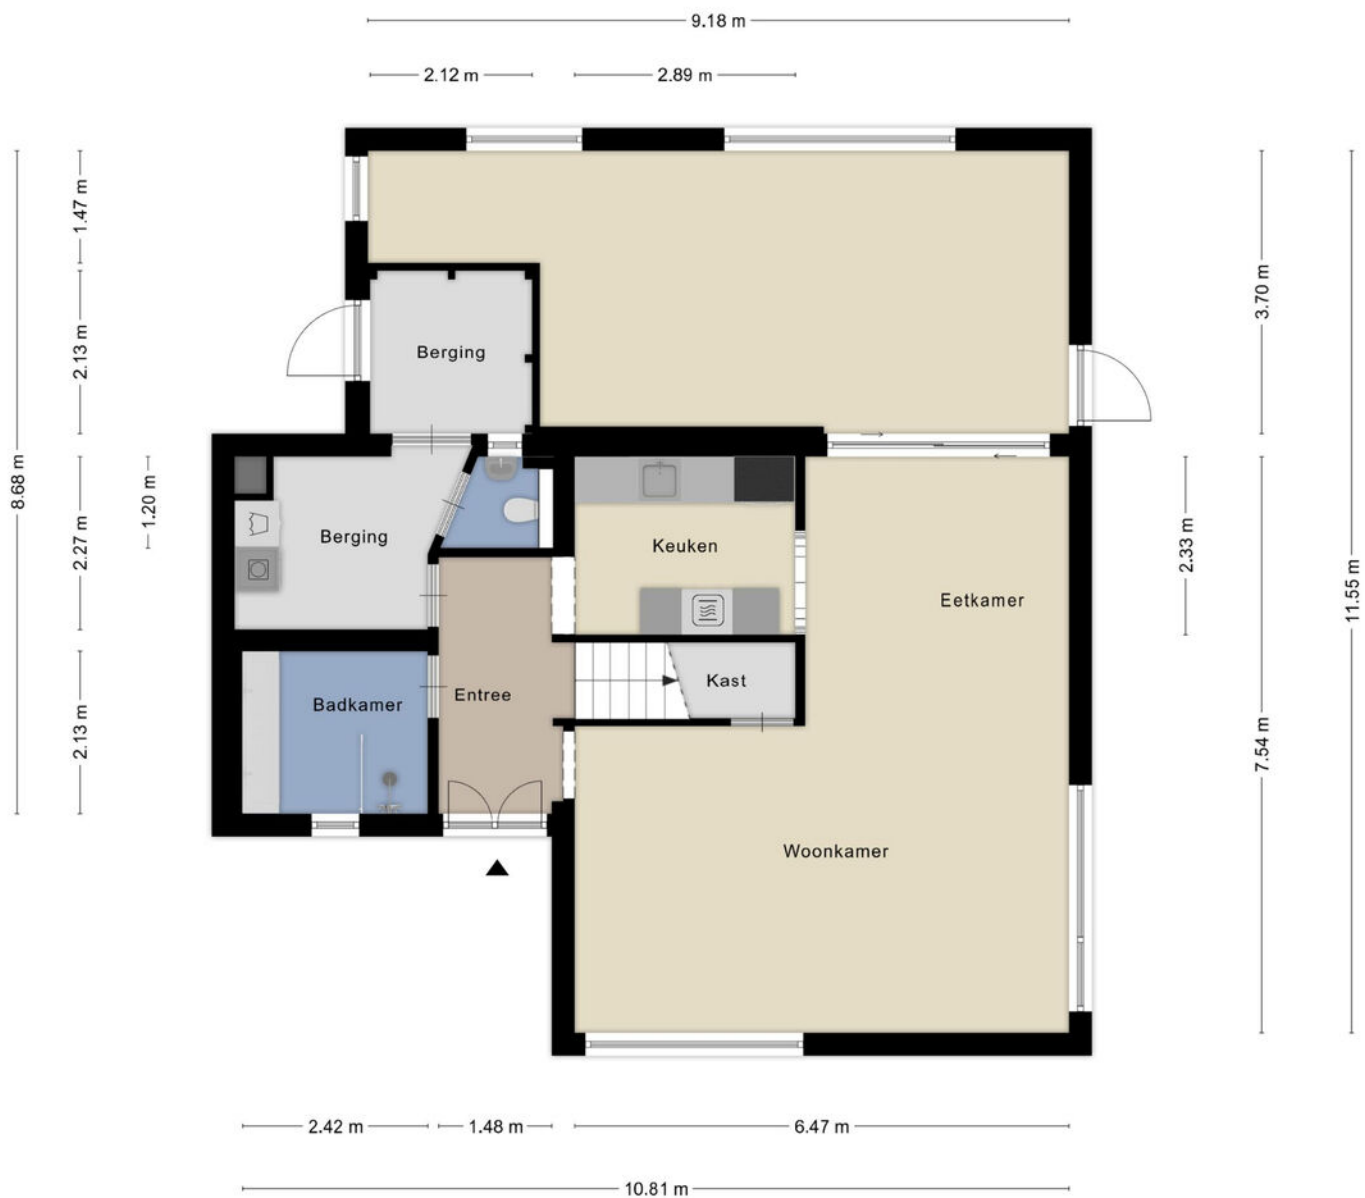 9.18 m
2.12 m
2.89 m
1.47 m
3.70 m
2.13 m
Berging
8.68 m
1.20 m
2.27 m
Berging
Keuken
2.33 m
Eetkamer
11.55 m
Badkamer
Entree
Kast
2.13 m
7.54 m
Woonkamer
2.42 m
1.48 m
6.47 m
10.81 m